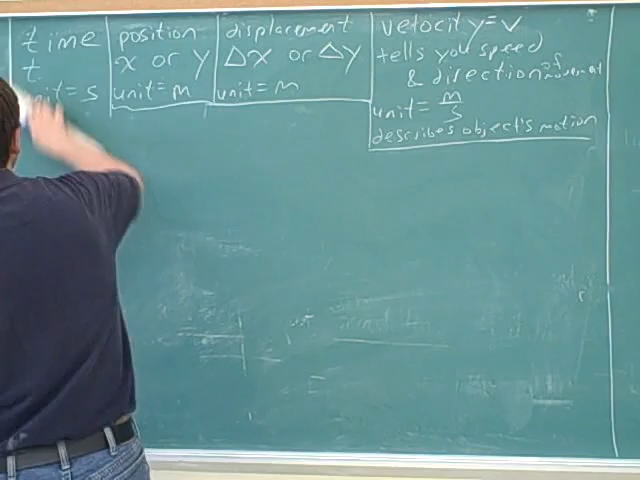 time
t
unit = s
position
x or y
unit = m
displacement
Δx or Δy
unit = m
velocity = v
tells you speed
& direction of movement
unit = m/s
describes object's motion